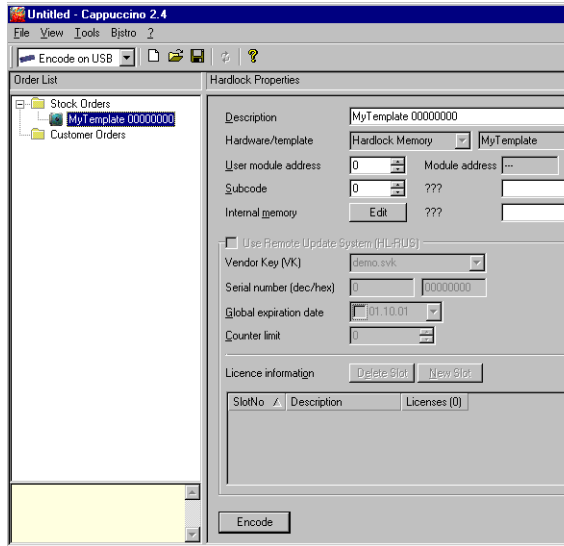 Untitled - Cappuccino 2.4
File View Tools Bistro ?
Encode on USB
Order List
Hardlock Properties
Stock Orders
MyTemplate 00000000
Customer Orders
Description MyTemplate 00000000
Hardware/template Hardlock Memory MyTemplate
User module address 0 Module address ---
Subcode 0 ???
Internal memory Edit ???
Use Remote Update System (HL-RUS)
Vendor Key (VK) demo.svk
Serial number (dec/hex) 0 00000000
Global expiration date 01.10.01
Counter limit 0
Licence information Delete Slot New Slot
SlotNo Description Licenses (0)
Encode